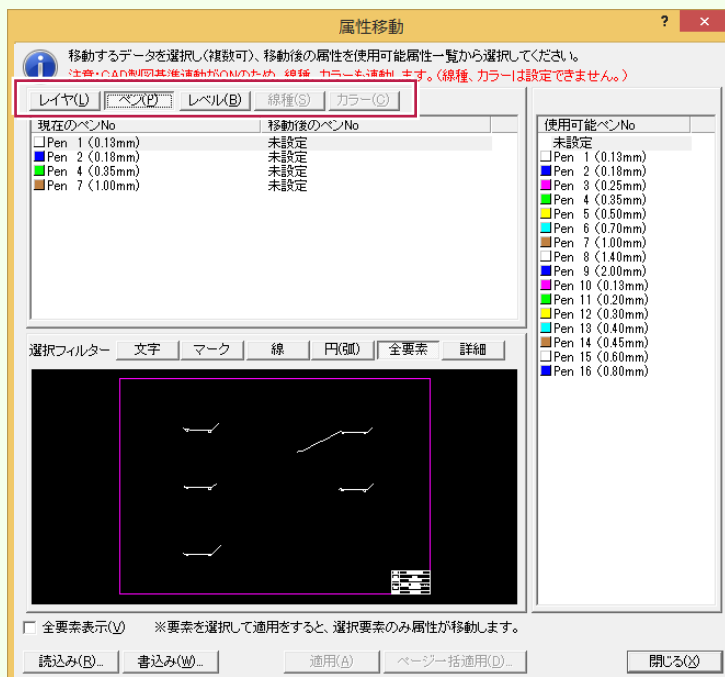 属性移動
?
×
移動するデータを選択し(複数可)、移動後の属性を使用可能属性一覧から選択してください。
注意:CAD製図基準連動がONのため、線種、カラーも連動します。(線種、カラーは設定できません。)
レイヤ(L) ペン(P) レベル(B) 線種(S) カラー(C)
現在のペンNo 移動後のペンNo
Pen 1 (0.13mm) 未設定
Pen 2 (0.18mm) 未設定
Pen 4 (0.35mm) 未設定
Pen 7 (1.00mm) 未設定
使用可能ペンNo
未設定
Pen 1 (0.13mm)
Pen 2 (0.18mm)
Pen 3 (0.25mm)
Pen 4 (0.35mm)
Pen 5 (0.50mm)
Pen 6 (0.70mm)
Pen 7 (1.00mm)
Pen 8 (1.40mm)
Pen 9 (2.00mm)
Pen 10 (0.13mm)
Pen 11 (0.20mm)
Pen 12 (0.30mm)
Pen 13 (0.40mm)
Pen 14 (0.45mm)
Pen 15 (0.60mm)
Pen 16 (0.80mm)
選択フィルター 文字 マーク 線 円(弧) 全要素 詳細
全要素表示(V) ※要素を選択して適用をすると、選択要素のみ属性が移動します。
読込み(R)... 書込み(W)... 適用(A) ページ一括適用(D)... 閉じる(X)